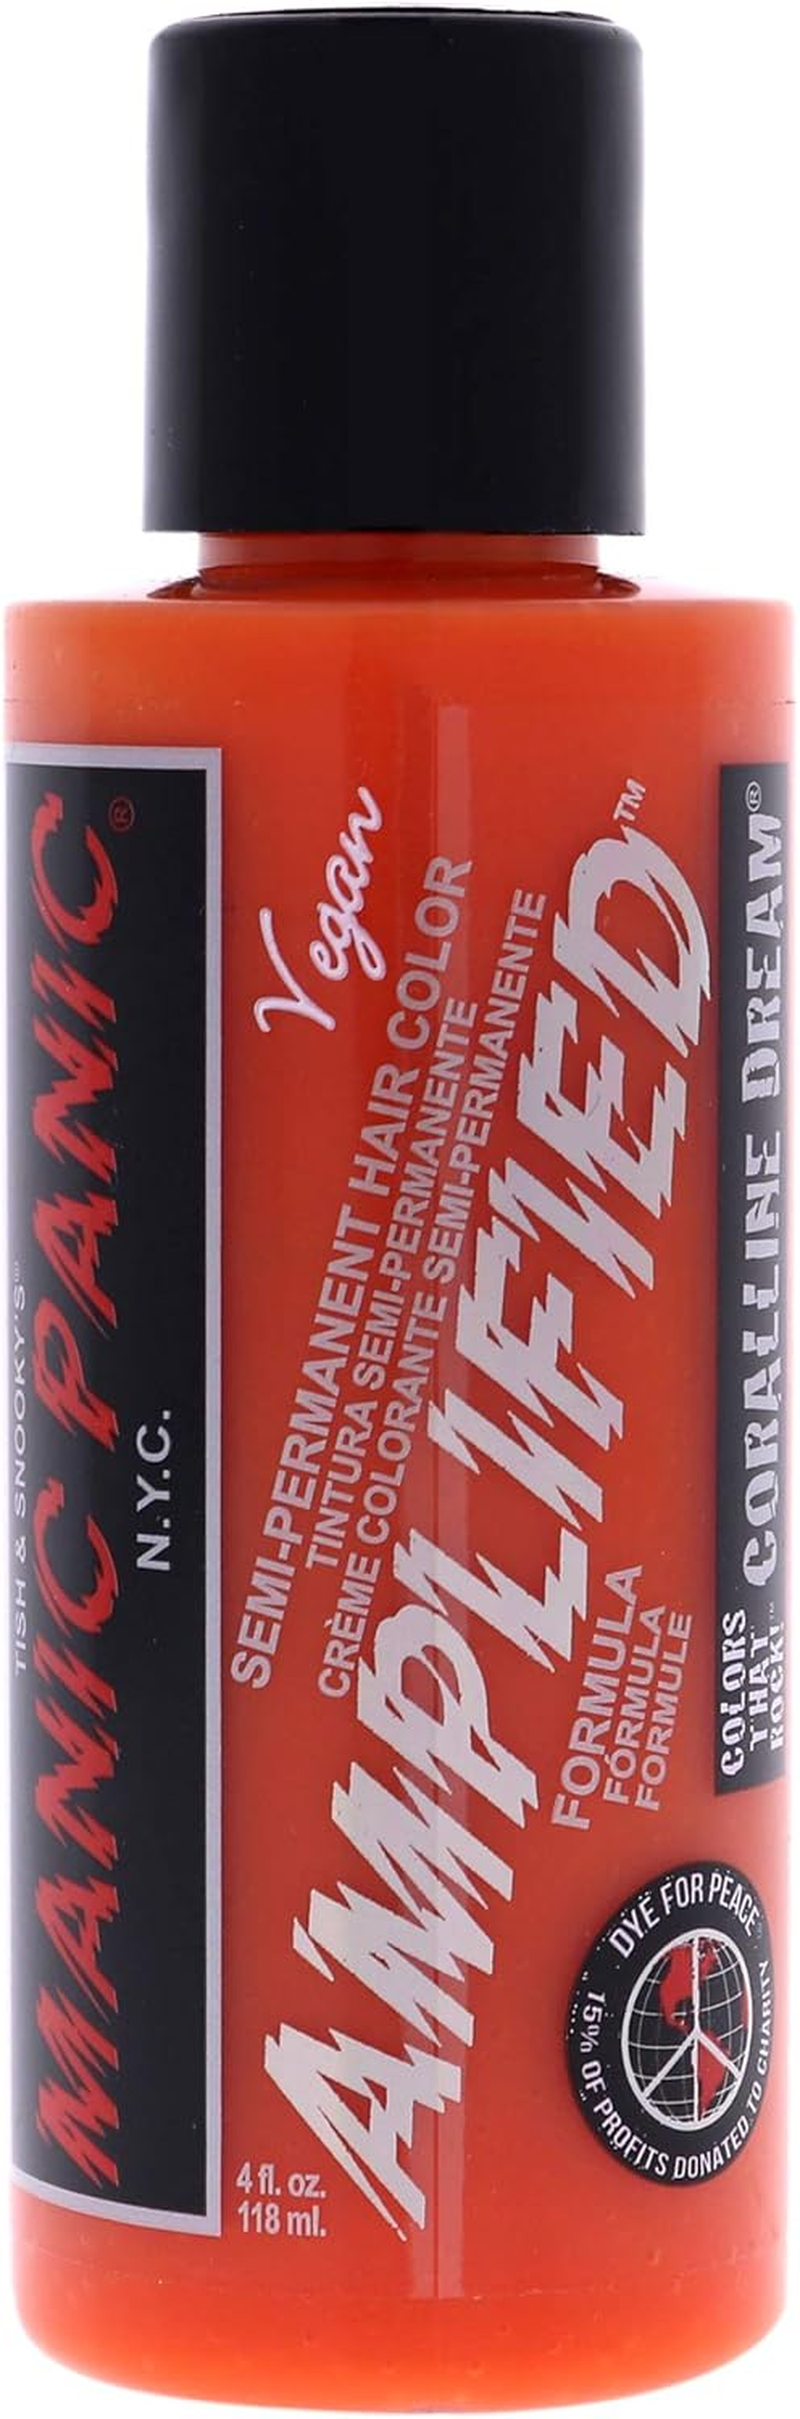 TISH & SNOOKY'S®
MANIC PANIC®
N.Y.C.
Vegan
SEMI-PERMANENT HAIR COLOR
TINTURA SEMI-PERMANENTE
CRÈME COLORANTE SEMI-PERMANENTE
AMPLIFIED™
FORMULA
FÓRMULA
FORMULE
COLORS
THAT
ROCK!™
CORALLINE DREAM®
4 fl. oz.
118 ml.
DYE FOR PEACE®
15% OF PROFITS DONATED TO CHARITY